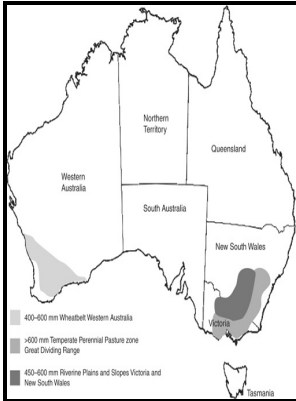 Northern
Territory
Queensland
Western
Australia
South Australia
New South Wales
Victoria
400–600 mm Wheatbelt Western Australia
>600 mm Temperate Perennial Pasture zone
Great Dividing Range
450–600 mm Riverine Plains and Slopes Victoria and
New South Wales
Tasmania